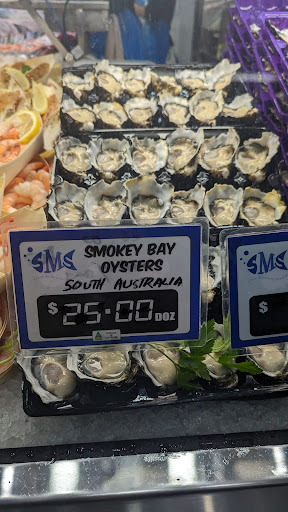 SMS
SMOKEY BAY
OYSTERS
SOUTH AUSTRALIA
$25.00 DOZ
SMS
$